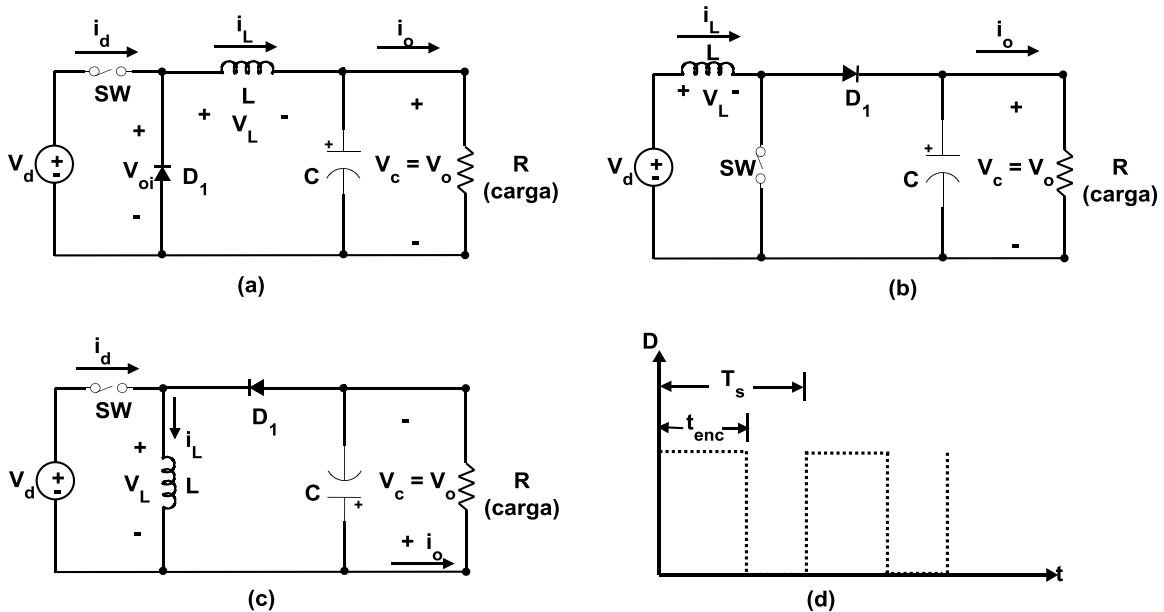 i_d
i_L
i_o
SW
L
+ V_L -
V_d
+
-
+
V_oi
-
D_1
+
C
+
V_c = V_o
-
R
(carga)
(a)
i_L
L
+ V_L -
i_o
D_1
V_d
+
-
SW
+
C
+
V_c = V_o
-
R
(carga)
(b)
i_d
SW
D_1
i_L
V_d
+
-
+
V_L
-
L
C
+
-
V_c = V_o
+ i_o
R
(carga)
(c)
D
T_s
t_enc
t
(d)